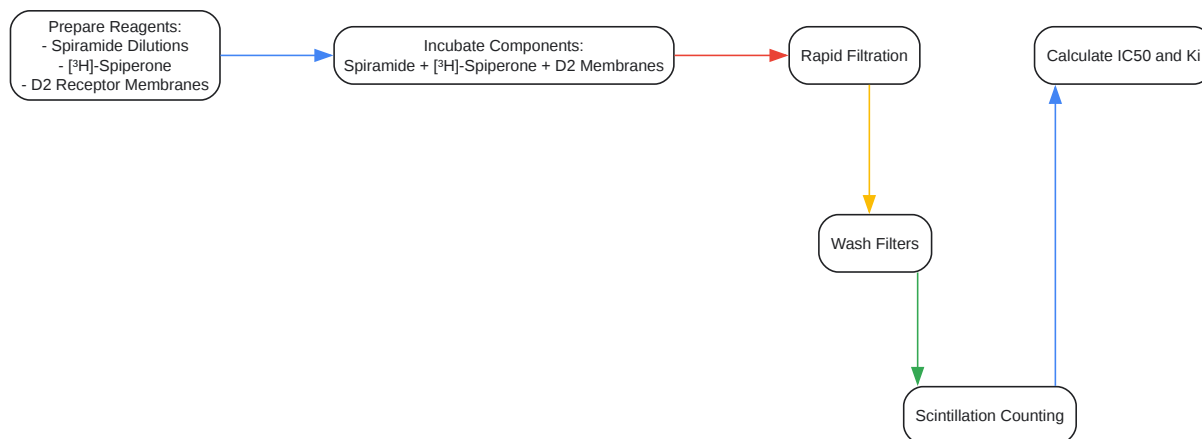 Prepare Reagents:
- Spiramide Dilutions
- [³H]-Spiperone
- D2 Receptor Membranes
Incubate Components:
Spiramide + [³H]-Spiperone + D2 Membranes
Rapid Filtration
Wash Filters
Scintillation Counting
Calculate IC50 and Ki